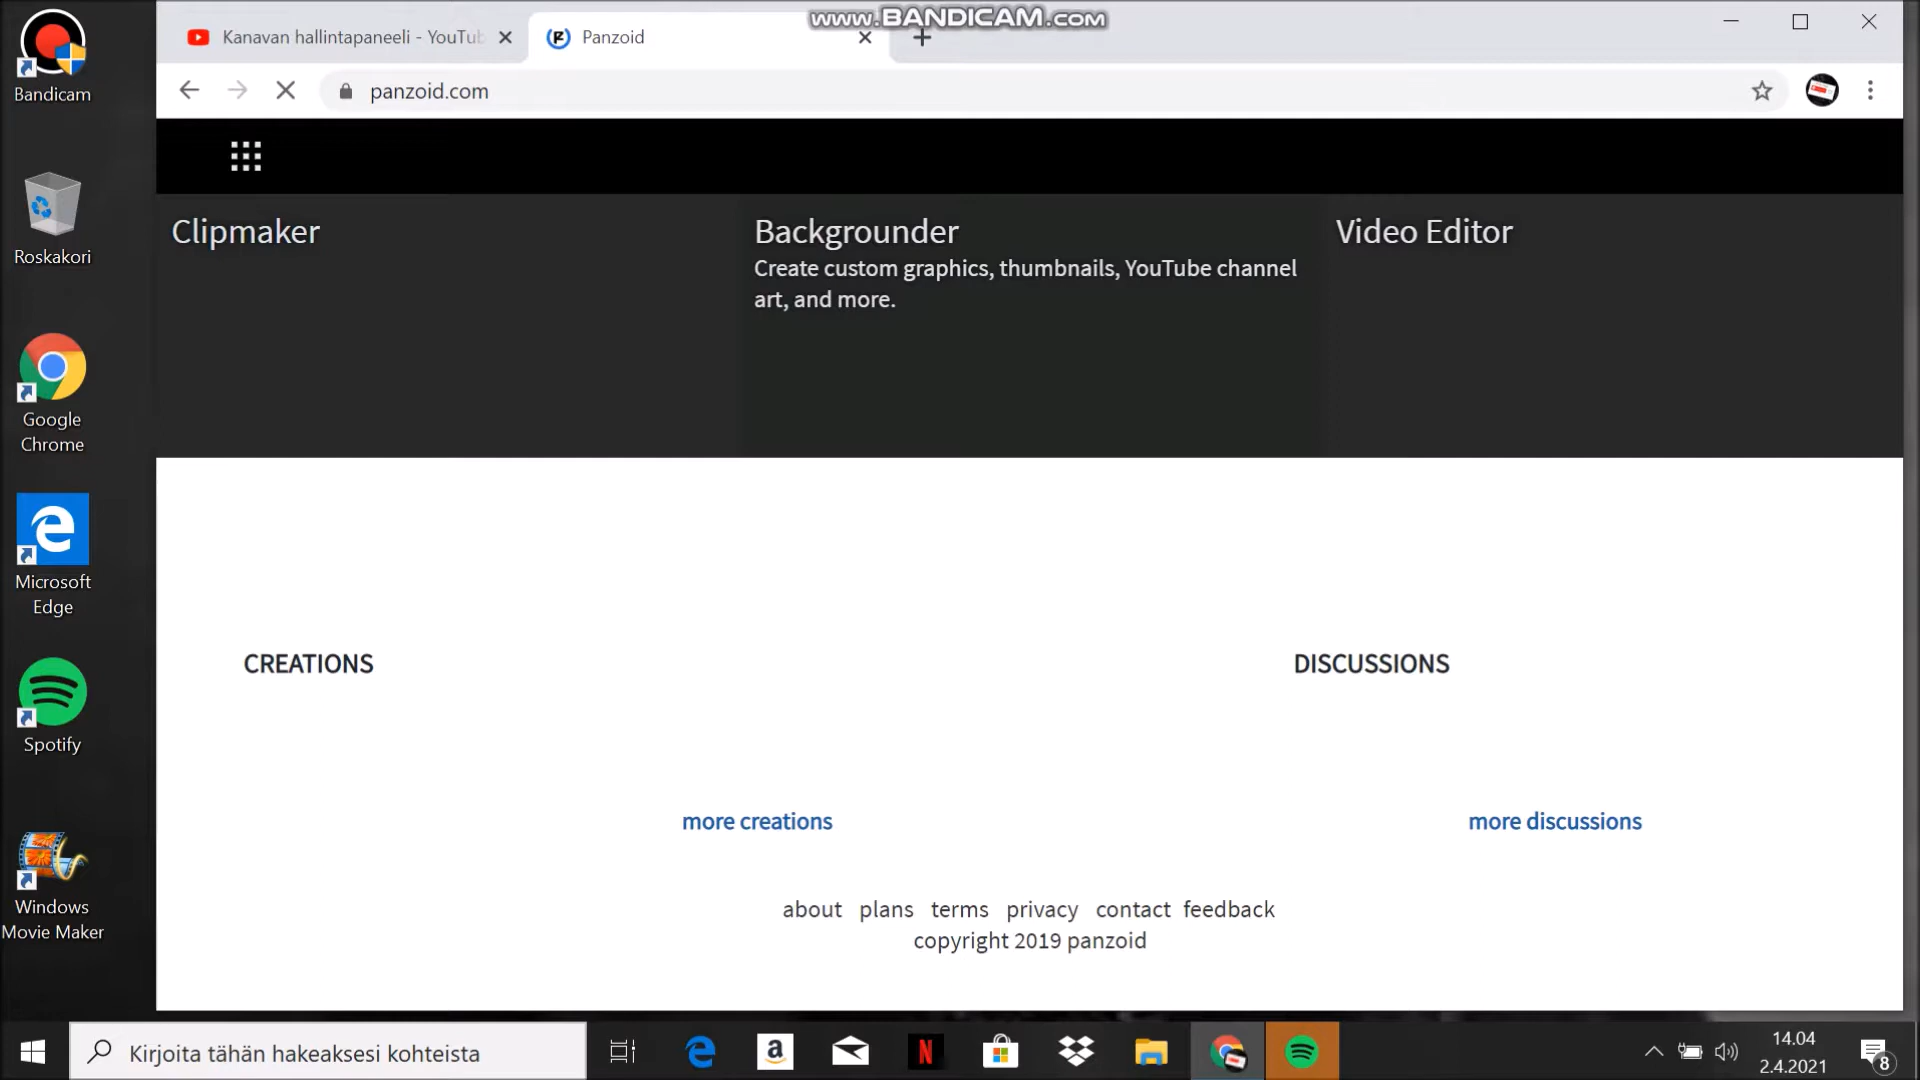 www.BANDICAM.com
Kanavan hallintapaneeli - YouTub
Panzoid
panzoid.com
Bandicam
Roskakori
Google
Chrome
Microsoft
Edge
Spotify
Windows
Movie Maker
Clipmaker
Backgrounder
Create custom graphics, thumbnails, YouTube channel
art, and more.
Video Editor
CREATIONS
DISCUSSIONS
more creations
more discussions
about plans terms privacy contact feedback
copyright 2019 panzoid
Kirjoita tähän hakeaksesi kohteista
14.04
2.4.2021
8